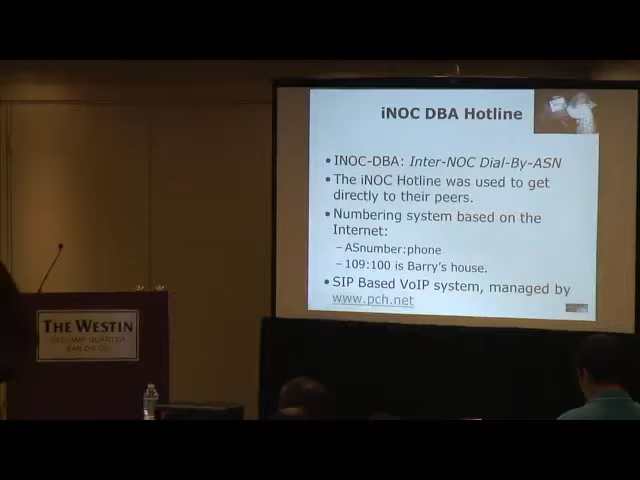 iNOC DBA Hotline
• INOC-DBA: Inter-NOC Dial-By-ASN
• The iNOC Hotline was used to get
directly to their peers.
• Numbering system based on the
Internet:
–ASnumber:phone
–109:100 is Barry's house.
• SIP Based VoIP system, managed by
www.pch.net
THE WESTIN
GASLAMP QUARTER
SAN DIEGO